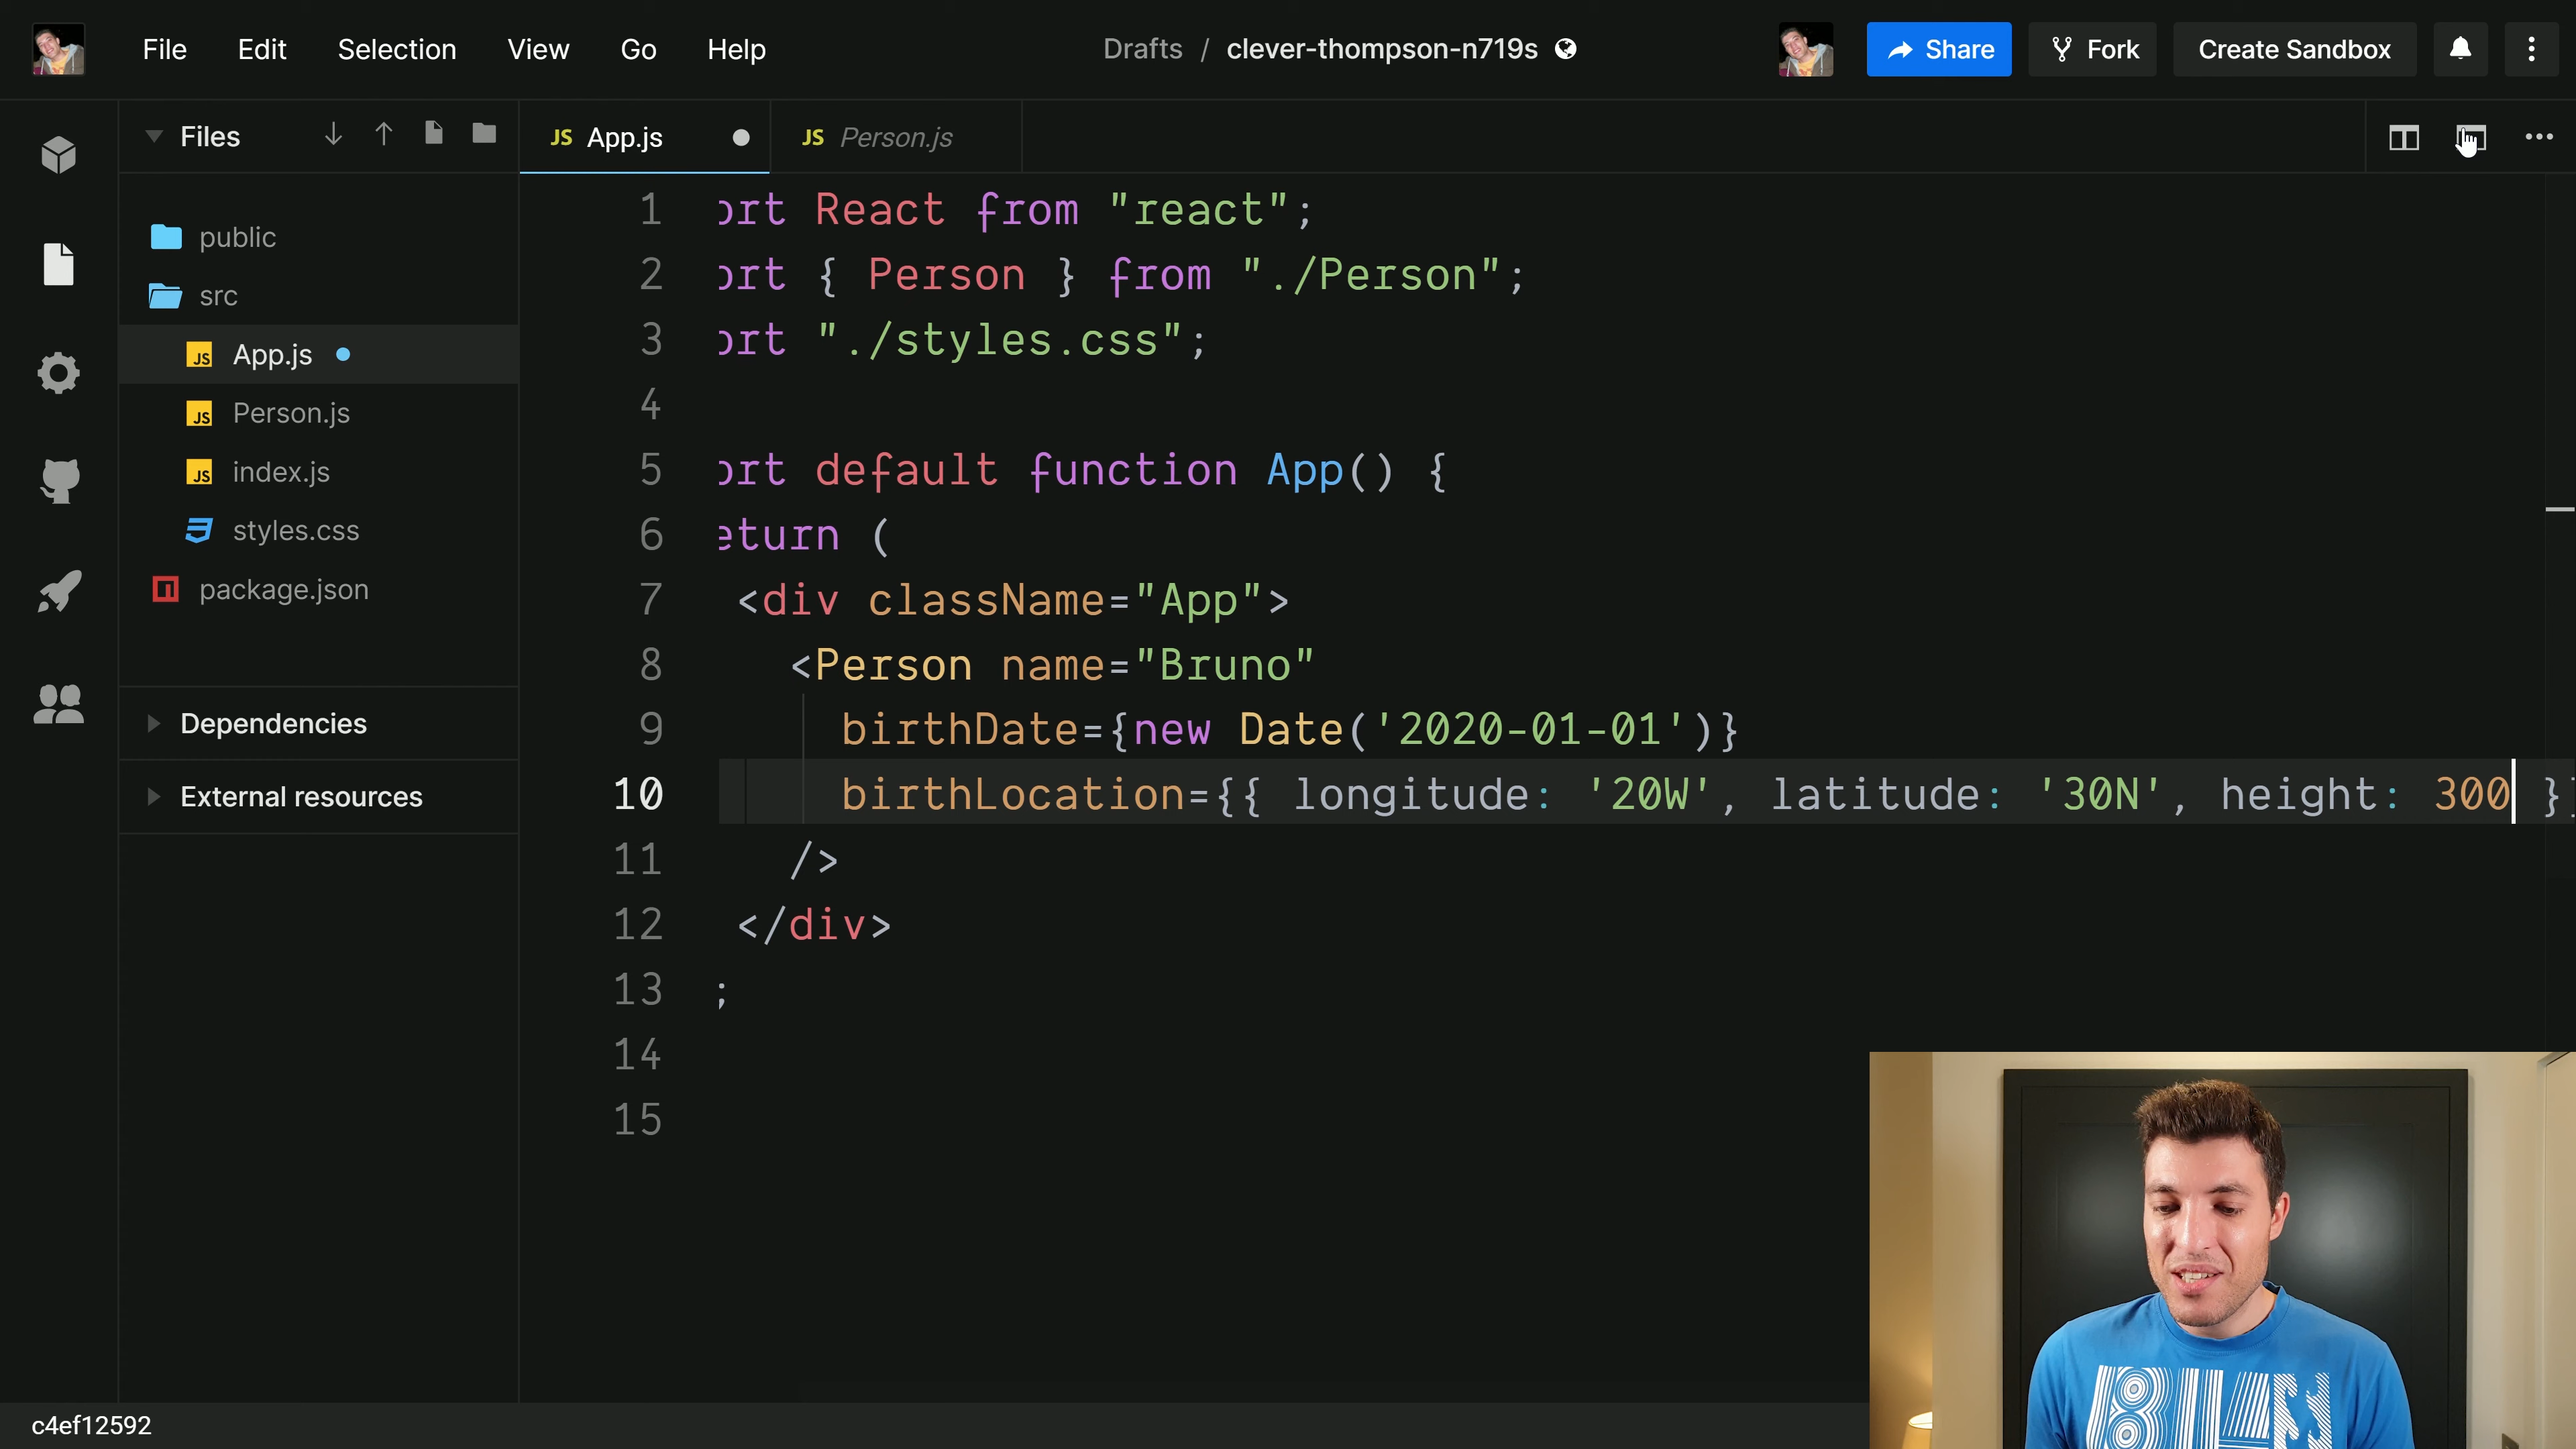 File Edit Selection View Go Help
Drafts / clever-thompson-n719s
Share
Fork
Create Sandbox
Files
JS App.js
JS Person.js
public
src
JS App.js
JS Person.js
JS index.js
styles.css
package.json
Dependencies
External resources
1 ort React from "react";
2 ort { Person } from "./Person";
3 ort "./styles.css";
4
5 ort default function App() {
6 eturn (
7 <div className="App">
8 <Person name="Bruno"
9 birthDate={new Date('2020-01-01')}
10 birthLocation={{ longitude: '20W', latitude: '30N', height: 300 }
11 />
12 </div>
13 ;
14
15
c4ef12592